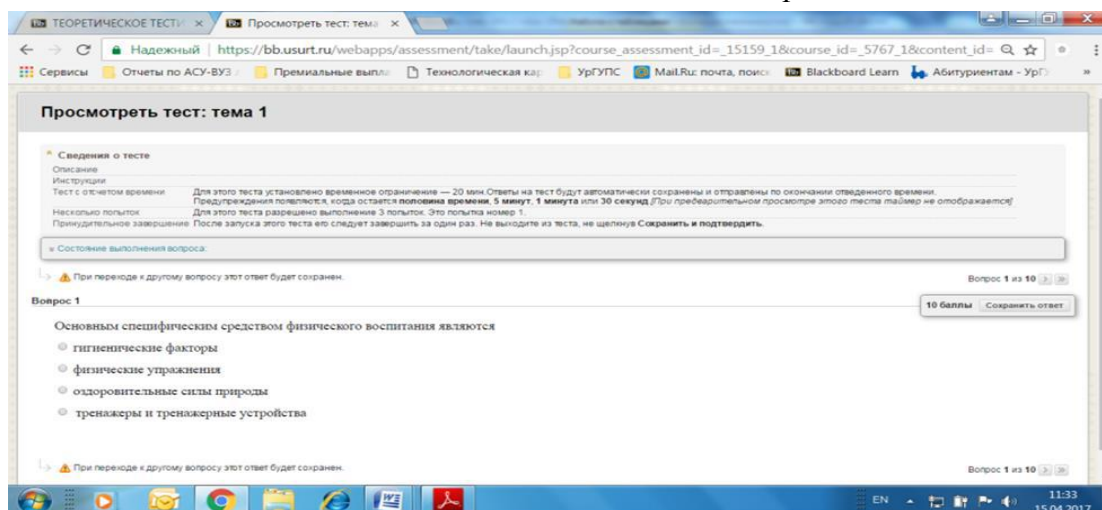 ТЕОРЕТИЧЕСКОЕ ТЕСТИ
Просмотреть тест: тема
Надежный https://bb.usurt.ru/webapps/assessment/take/launch.jsp?course_assessment_id=_15159_1&course_id=_5767_1&content_id=
Сервисы Отчеты по АСУ-ВУЗ Премиальные выпла Технологическая кар УрГУПС Mail.Ru: почта, поиск Blackboard Learn Абитуриентам - УрГ
Просмотреть тест: тема 1
Сведения о тесте
Описание
Инструкции
Тест с отсчетом времени Для этого теста установлено временное ограничение — 20 мин.Ответы на тест будут автоматически сохранены и отправлены по окончании отведенного времени.
Предупреждения появляются, когда остается половина времени, 5 минут, 1 минута или 30 секунд.[При предварительном просмотре этого теста таймер не отображается]
Несколько попыток Для этого теста разрешено выполнение 3 попыток. Это попытка номер 1.
Принудительное завершение После запуска этого теста его следует завершить за один раз. Не выходите из теста, не щелкнув Сохранить и подтвердить.
Состояние выполнения вопроса:
При переходе к другому вопросу этот ответ будет сохранен.
Вопрос 1 из 10
Вопрос 1
10 баллы Сохранить ответ
Основным специфическим средством физического воспитания являются
гигиенические факторы
физические упражнения
оздоровительные силы природы
тренажеры и тренажерные устройства
При переходе к другому вопросу этот ответ будет сохранен.
Вопрос 1 из 10
EN
11:33
15.04.2017